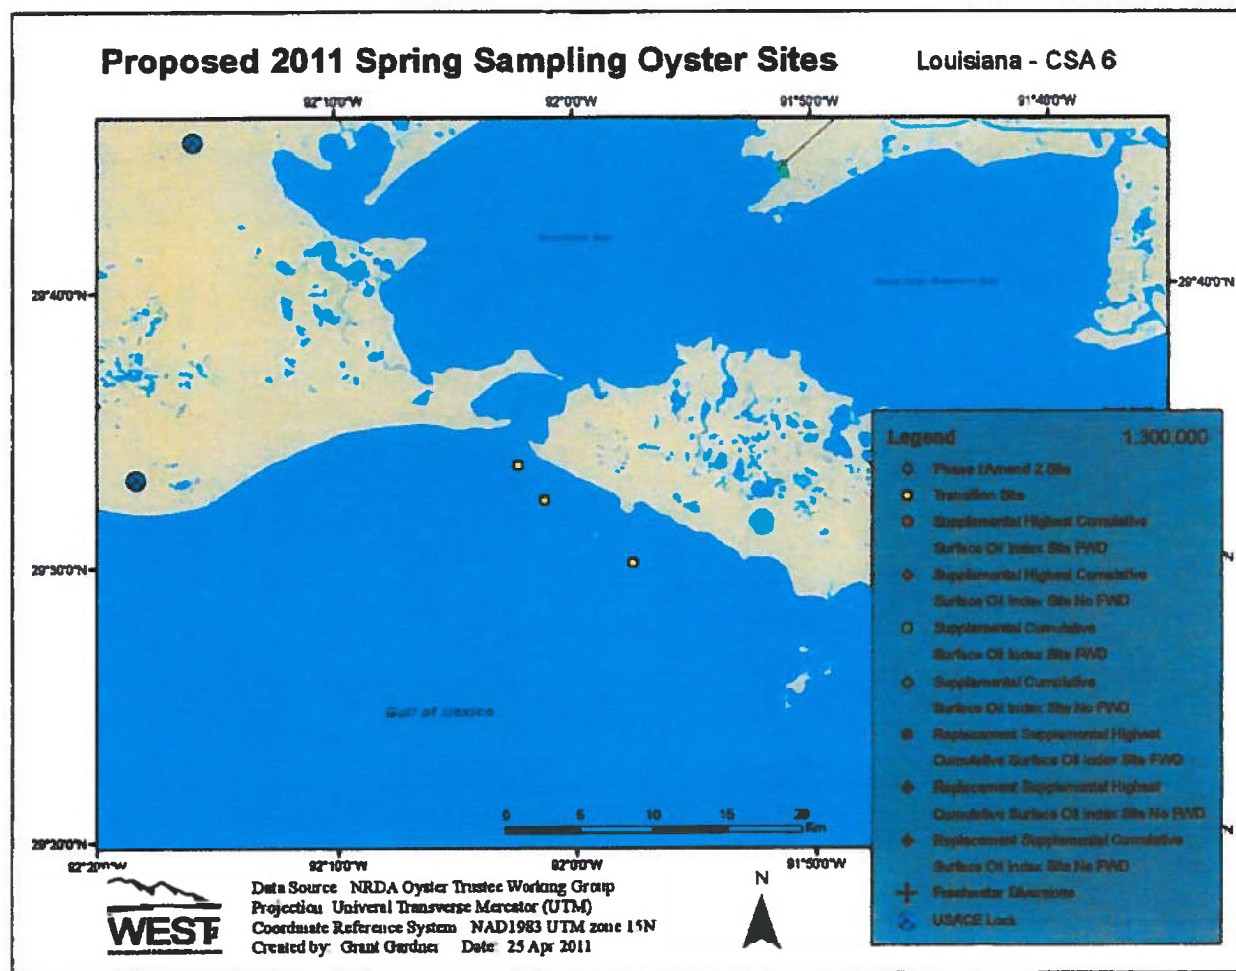 Proposed 2011 Spring Sampling Oyster Sites
Louisiana - CSA 6
92°10'0"W 92°0'0"W 91°50'0"W 91°40'0"W
29°40'0"N
29°40'0"N
Legend 1:300,000
Phase I/Amend 2 Site
Transition Site
Supplemental Highest Cumulative
Surface Oil Index Site FWD
29°30'0"N
Supplemental Highest Cumulative
Surface Oil Index Site No FWD
Supplemental Cumulative
Surface Oil Index Site FWD
Supplemental Cumulative
Surface Oil Index Site No FWD
Gulf of Mexico
Replacement Supplemental Highest
Cumulative Surface Oil Index Site FWD
Replacement Supplemental Highest
Cumulative Surface Oil Index Site No FWD
0 5 10 15 20
Km
Replacement Supplemental Cumulative
Surface Oil Index Site No FWD
29°20'0"N
92°20'0"W 92°10'0"W 92°0'0"W 91°50'0"W
Freshwater Diversions
USACE Lock
N
WEST
Data Source NRDA Oyster Trustee Working Group
Projection Univeral Transverse Mercator (UTM)
Coordinate Reference System NAD1983 UTM zone 15N
Created by: Grant Gardner Date: 25 Apr 2011